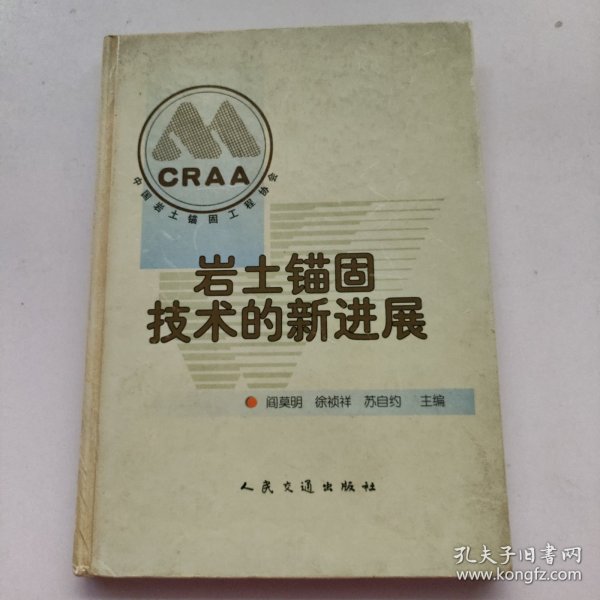 CRAA
中国岩土锚固工程协会
岩土锚固
技术的新进展
阎莫明 徐祯祥 苏自约 主编
人民交通出版社
孔夫子旧书网
www.kongfz.com